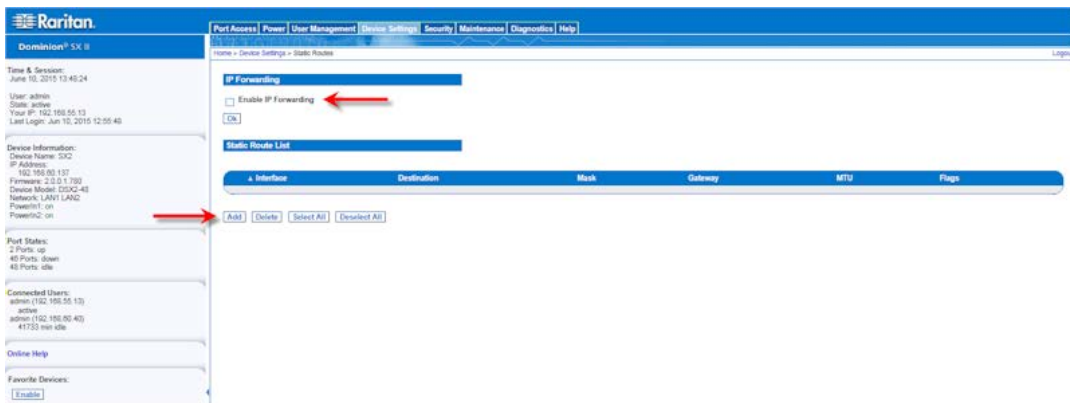 Raritan.
Port Access Power User Management Device Settings Security Maintenance Diagnostics Help
Dominion® SX II
Home > Device Settings > Static Routes
Logout
Time & Session:
June 10, 2015 13:48:24
User: admin
State: active
Your IP: 192.168.55.13
Last Login: Jun 10, 2015 12:55:48
Device Information:
Device Name: SX2
IP Address:
192.168.60.137
Firmware: 2.0.0.1.780
Device Model: DSX2-48
Network: LAN1 LAN2
PowerIn1: on
PowerIn2: on
Port States:
2 Ports: up
46 Ports: down
48 Ports: idle
Connected Users:
admin (192.168.55.13)
active
admin (192.168.60.40)
41733 min idle
Online Help
Favorite Devices:
Enable
IP Forwarding
Enable IP Forwarding
Ok
Static Route List
▲ Interface Destination Mask Gateway MTU Flags
Add Delete Select All Deselect All